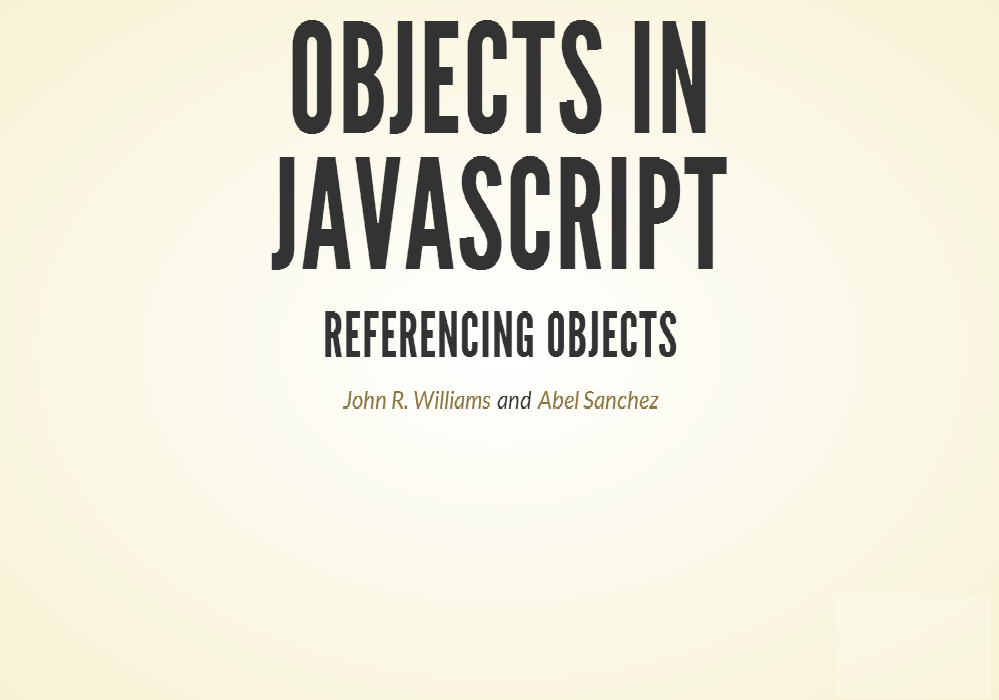 OBJECTS IN
JAVASCRIPT
REFERENCING OBJECTS
John R. Williams and Abel Sanchez